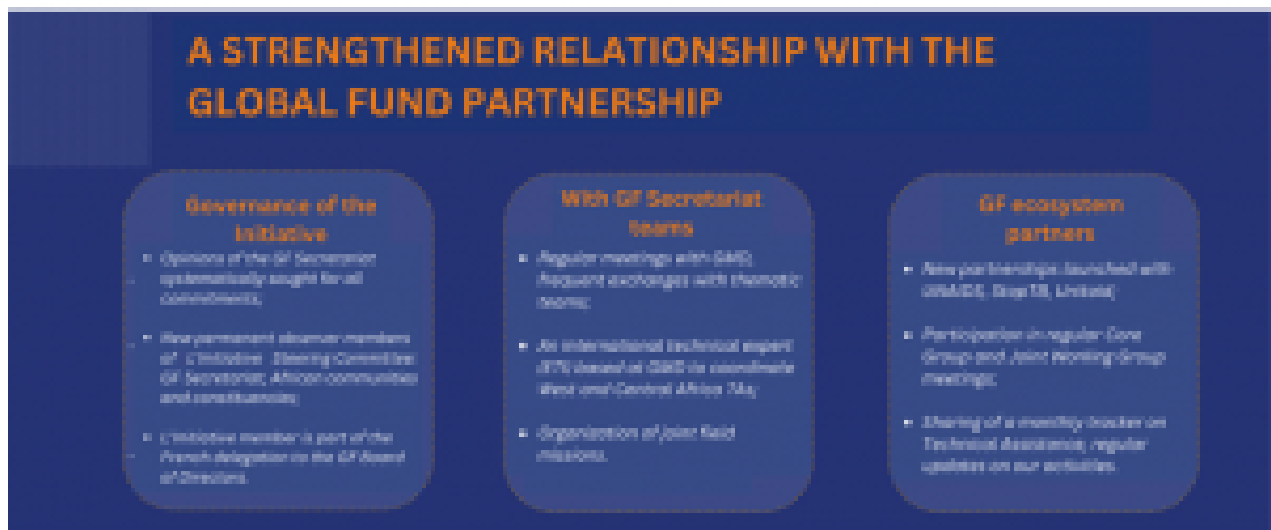 A STRENGTHENED RELATIONSHIP WITH THE
GLOBAL FUND PARTNERSHIP
Governance of the
Initiative
Opinions of the GF Secretariat
systematically sought for all
commitments;
New permanent observer members
of L'Initiative Steering Committee:
GF Secretariat, African communities
and constituencies;
L'Initiative member is part of the
French delegation to the GF Board
of Directors.
With GF Secretariat
teams
Regular meetings with GMD,
frequent exchanges with thematic
teams;
An international technical expert
based at GMD to coordinate
West and Central Africa TAs;
Organization of joint field
missions.
GF ecosystem
partners
New partnerships launched with
UNAIDS, StopTB, Unitaid;
Participation in regular Core
Group and Joint Working Group
meetings;
Sharing of a monthly tracker on
Technical Assistance, regular
updates on our activities.